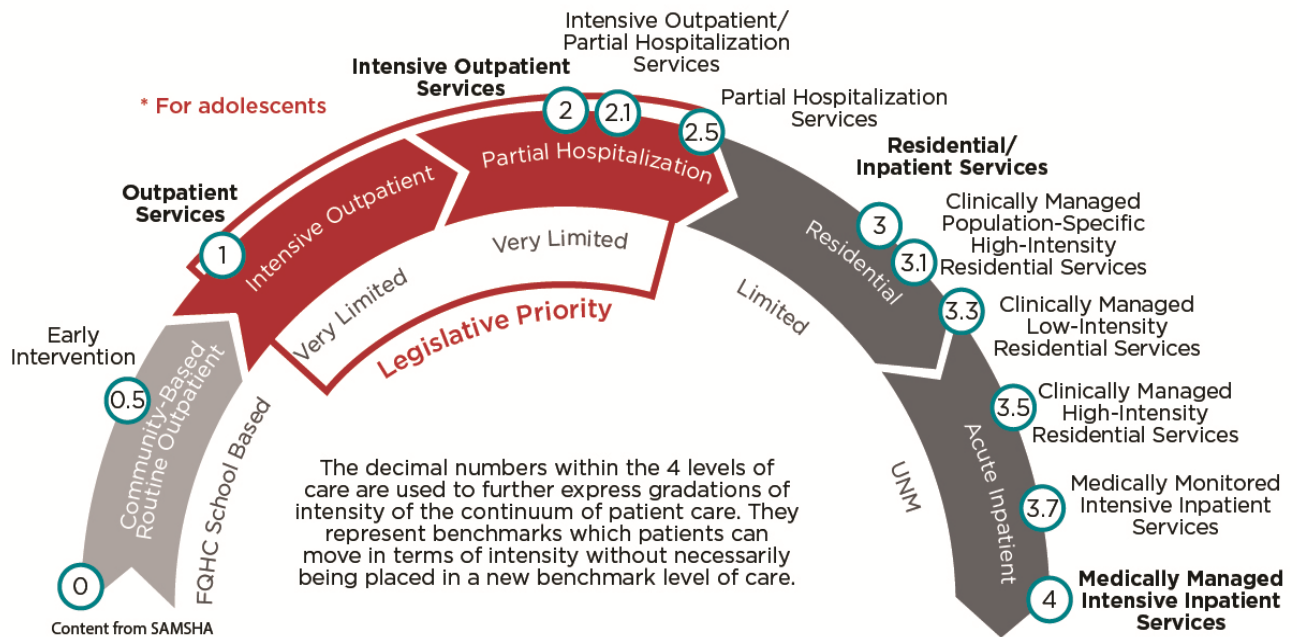 * For adolescents
Intensive Outpatient
Services
Intensive Outpatient/
Partial Hospitalization
Services
2
2.1
2.5
Partial Hospitalization
Services
Outpatient
Services
1
Intensive Outpatient
Partial Hospitalization
Very Limited
Very Limited
Legislative Priority
Residential/
Inpatient Services
3
3.1
Clinically Managed
Population-Specific
High-Intensity
Residential Services
Residential
Limited
3.3
Clinically Managed
Low-Intensity
Residential Services
Early
Intervention
0.5
Community-Based
Routine Outpatient
FQHC School Based
0
3.5
Clinically Managed
High-Intensity
Residential Services
Acute Inpatient
UNM
3.7
Medically Monitored
Intensive Inpatient
Services
4
Medically Managed
Intensive Inpatient
Services
The decimal numbers within the 4 levels of
care are used to further express gradations of
intensity of the continuum of patient care. They
represent benchmarks which patients can
move in terms of intensity without necessarily
being placed in a new benchmark level of care.
Content from SAMSHA